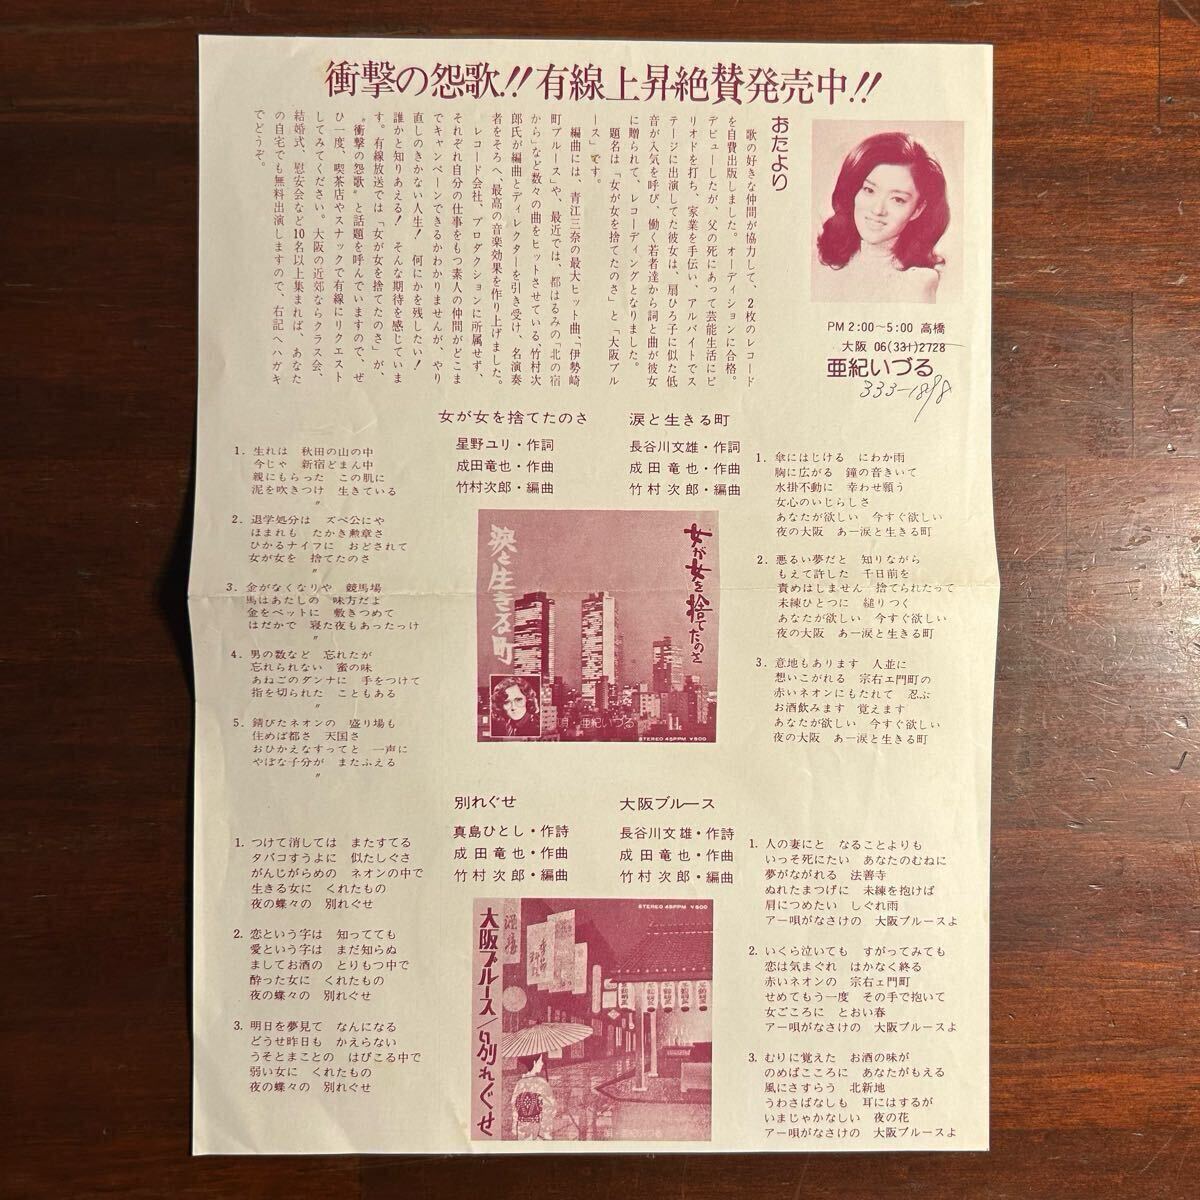 衝撃の怨歌!!有線上昇絶賛発売中!!
おたより
歌の好きな仲間が協力して、2枚のレコード
を自費出版しました。オーディションに合格。
デビューしたが、父の死にあって芸能生活にピ
リオドを打ち、家業を手伝い、アルバイトでス
テージに出演してた彼女は、扇ひろ子に似た低
音が人気を呼び、働く若者達から詞と曲が彼女
に贈られて、レコーディングとなりました。
題名は「女が女を捨てたのさ」と「大阪ブル
ース」です。
編曲には、青江三奈の最大ヒット曲、「伊勢崎
町ブルース」や、最近では、都はるみの「北の宿
から」など数々の曲をヒットさせている、竹村次
郎氏が編曲とディレクターを引き受け、名演奏
者をそろへ、最高の音楽効果を作り上げました。
レコード会社、プロダクションに所属せず、
それぞれ自分の仕事をもつ素人の仲間がどこま
でキャンペーンできるかわかりませんが、やり
直しのきかない人生!何にかを残したい!
誰かと知りあえる!そんな期待を感じていま
す。有線放送では「女が女を捨てたのさ」が、
〝衝撃の怨歌〟と話題を呼んでいますので、ぜ
ひ一度、喫茶店やスナックで有線にリクエスト
してみてください。大阪の近郊ならクラス会、
結婚式、慰安会など10名以上集まれば、あなた
の自宅でも無料出演しますので、右記へハガキ
でどうぞ。
PM 2:00〜5:00 高橋
大阪 06(331)2728
亜紀いづる
333-1898
女が女を捨てたのさ
星野ユリ・作詞
成田竜也・作曲
竹村次郎・編曲
1. 生れは 秋田の山の中
今じゃ 新宿どまん中
親にもらった この肌に
泥を吹きつけ 生きている
〃
2. 退学処分は ズベ公にや
ほまれも たかき勲章さ
ひかるナイフに おどされて
女が女を 捨てたのさ
〃
3. 金がなくなりや 競馬場
馬はあたしの 味方だよ
金をベットに 敷きつめて
はだかで 寝た夜もあったっけ
〃
4. 男の数など 忘れたが
忘れられない 蜜の味
あねごのダンナに 手をつけて
指を切られた こともある
〃
5. 錆びたネオンの 盛り場も
住めば都さ 天国さ
おひかえなすってと 一声に
やぼな子分が またふえる
〃
涙と生きる町
長谷川文雄・作詞
成田竜也・作曲
竹村次郎・編曲
1. 傘にはじける にわか雨
胸に広がる 鐘の音きいて
水掛不動に 幸わせ願う
女心のいじらしさ
あなたが欲しい 今すぐ欲しい
夜の大阪 あー涙と生きる町
2. 悪るい夢だと 知りながら
もえて許した 千日前を
責めはしません 捨てられたって
未練ひとつに 縋りつく
あなたが欲しい 今すぐ欲しい
夜の大阪 あー涙と生きる町
3. 意地もあります 人並に
想いこがれる 宗右エ門町の
赤いネオンにもたれて 忍ぶ
お酒飲みます 覚えます
あなたが欲しい 今すぐ欲しい
夜の大阪 あー涙と生きる町
女が女を捨てたのさ
涙と生きる町
唄・亜紀いづる
STEREO 45RPM ¥500
別れぐせ
真島ひとし・作詩
成田竜也・作曲
竹村次郎・編曲
1. つけて消しては またすてる
タバコすうよに 似たしぐさ
がんじがらめの ネオンの中で
生きる女に くれたもの
夜の蝶々の 別れぐせ
2. 恋という字は 知ってても
愛という字は まだ知らぬ
ましてお酒の とりもつ中で
酔った女に くれたもの
夜の蝶々の 別れぐせ
3. 明日を夢見て なんになる
どうせ昨日も かえらない
うそとまことの はびこる中で
弱い女に くれたもの
夜の蝶々の 別れぐせ
大阪ブルース
長谷川文雄・作詩
成田竜也・作曲
竹村次郎・編曲
1. 人の妻にと なることよりも
いっそ死にたい あなたのむねに
夢がながれる 法善寺
ぬれたまつげに 未練を抱けば
肩につめたい しぐれ雨
アー唄がなさけの 大阪ブルースよ
2. いくら泣いても すがってみても
恋は気まぐれ はかなく終る
赤いネオンの 宗右ェ門町
せめてもう一度 その手で抱いて
女ごころに とおい春
アー唄がなさけの 大阪ブルースよ
3. むりに覚えた お酒の味が
のめばこころに あなたがもえる
風にさすらう 北新地
うわさばなしも 耳にはするが
いまじゃかなしい 夜の花
アー唄がなさけの 大阪ブルースよ
STEREO 45RPM ¥600
大阪ブルース/別れぐせ
唄・亜紀いづる